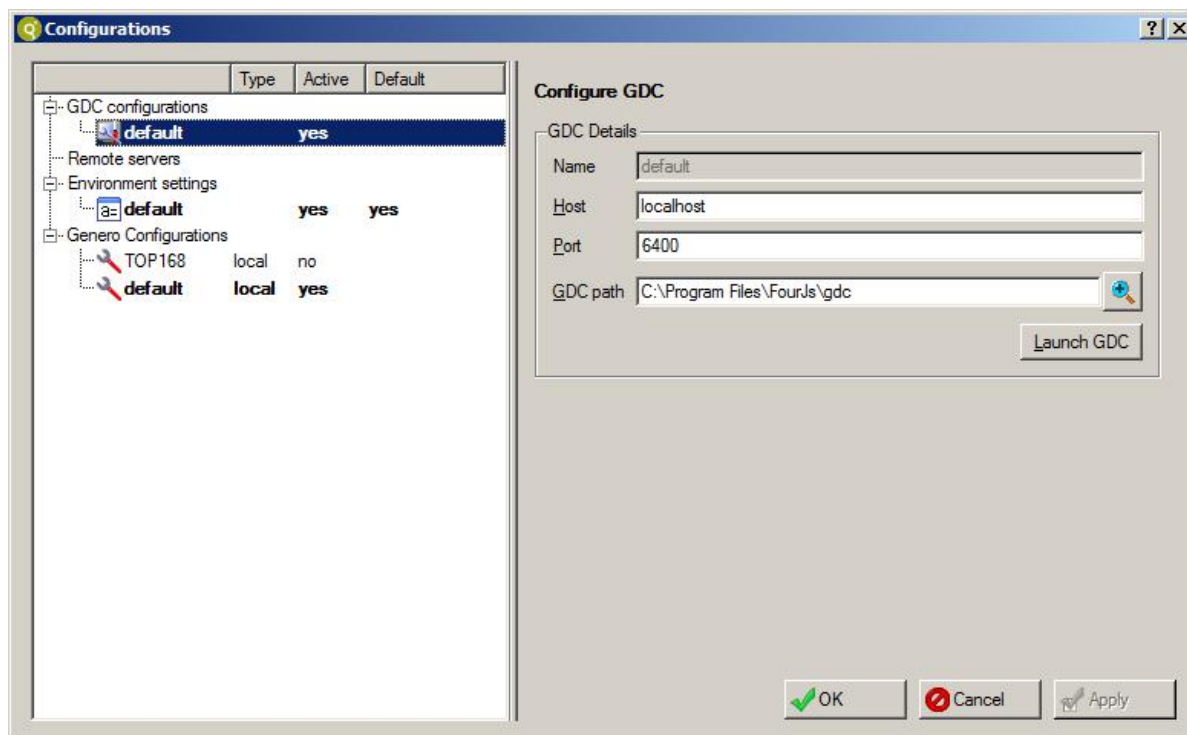 Configurations
Type Active Default
GDC configurations
default yes
Remote servers
Environment settings
a= default yes yes
Genero Configurations
TOP168 local no
default local yes
Configure GDC
GDC Details
Name default
Host localhost
Port 6400
GDC path C:\Program Files\FourJs\gdc
Launch GDC
OK Cancel Apply